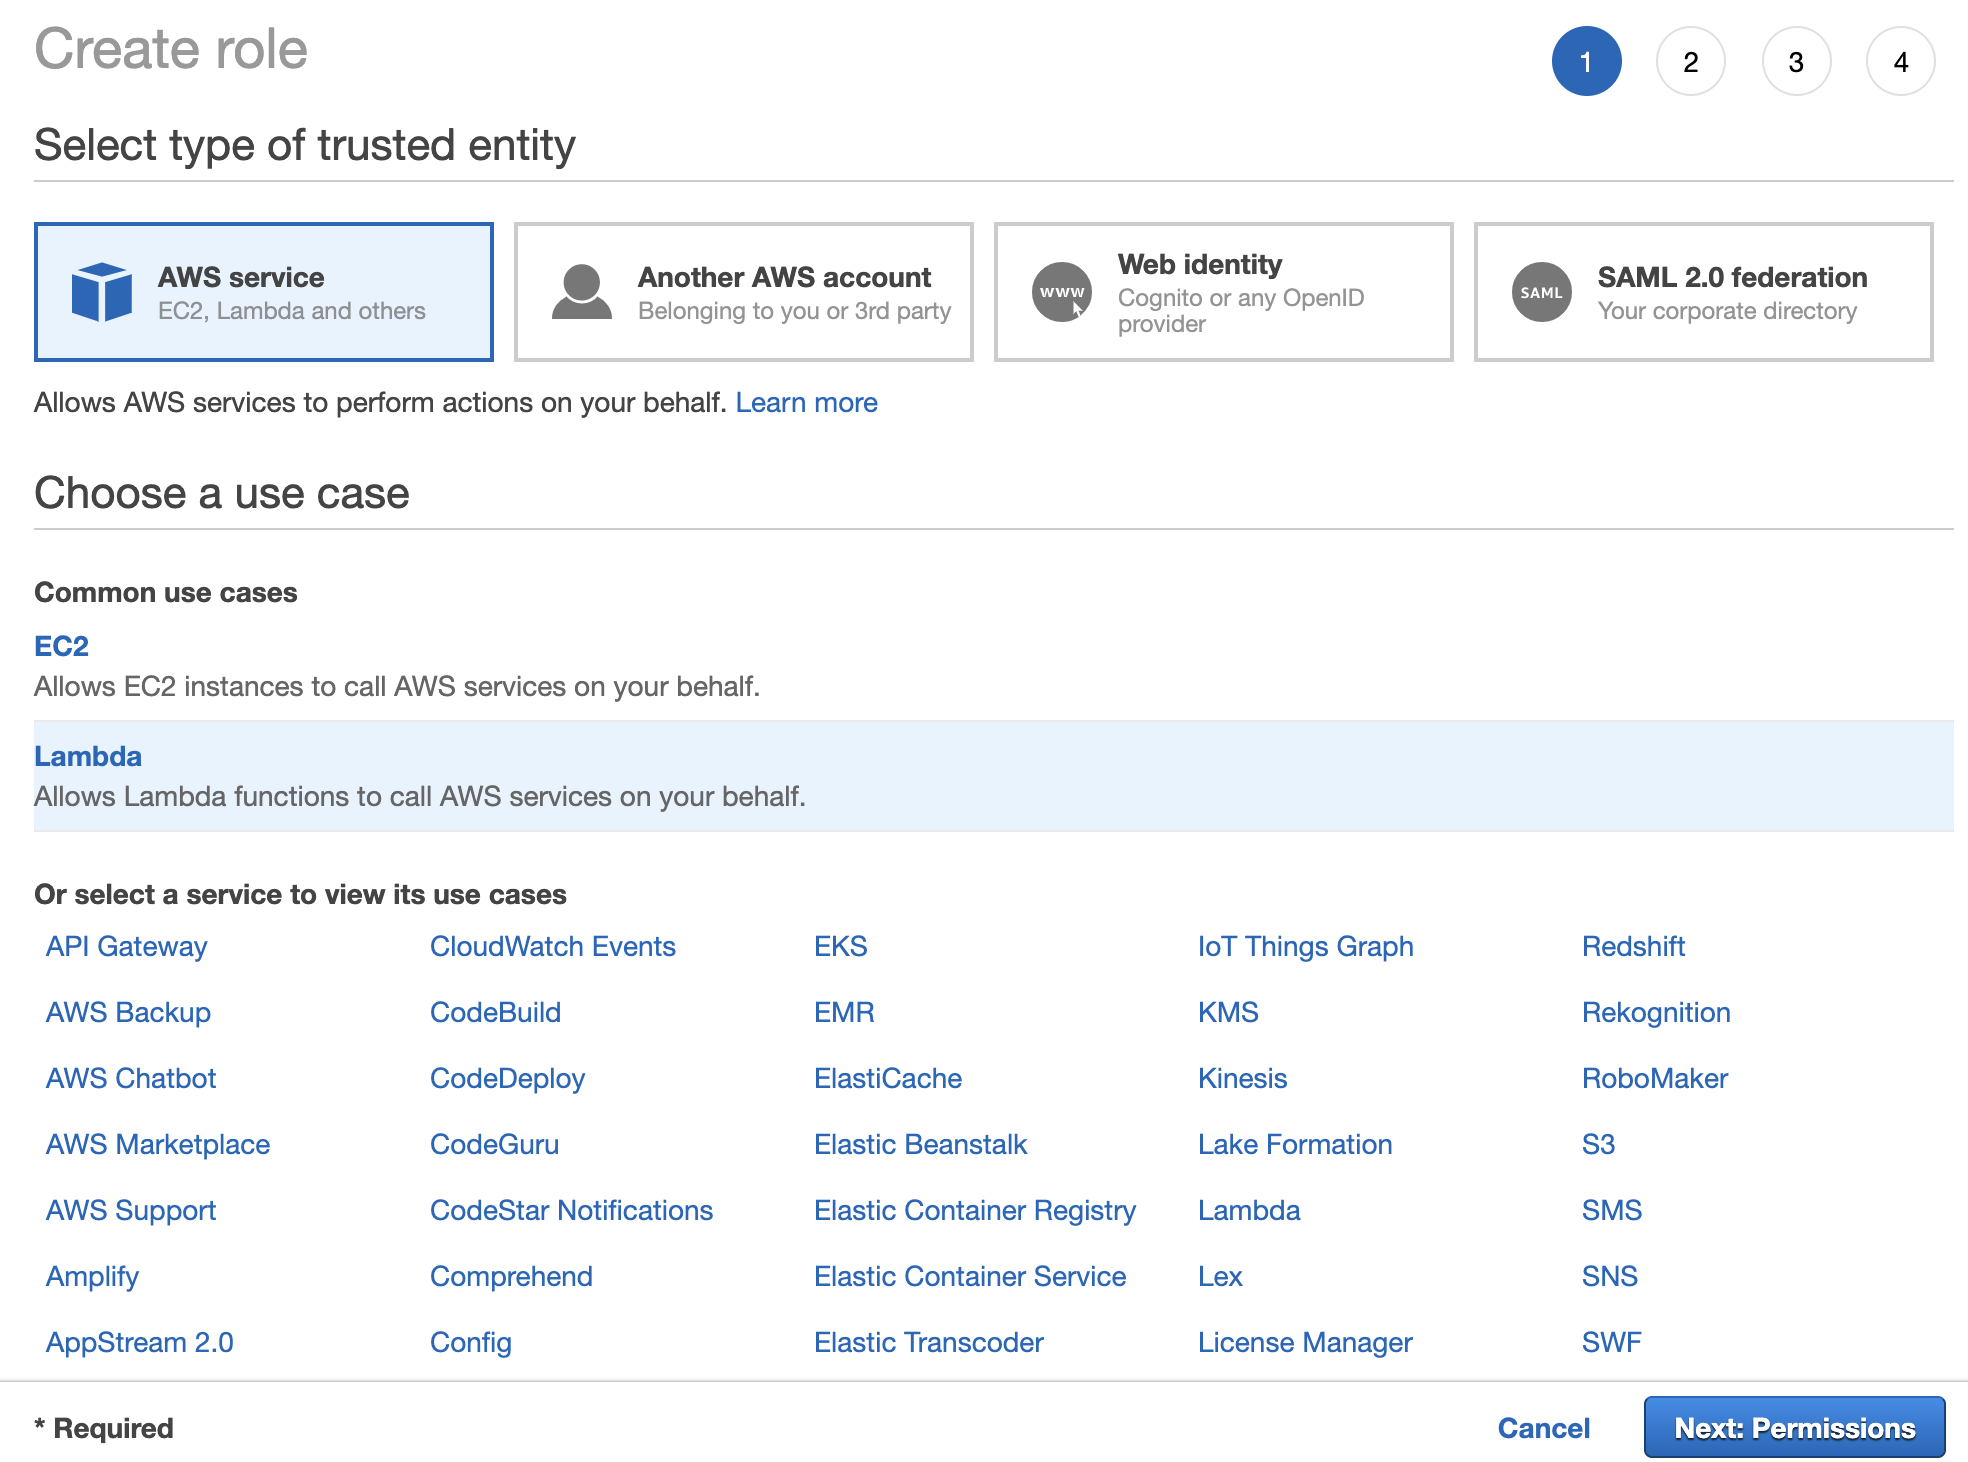 Create role
1 2 3 4
Select type of trusted entity
AWS service
EC2, Lambda and others
Another AWS account
Belonging to you or 3rd party
www
Web identity
Cognito or any OpenID
provider
SAML
SAML 2.0 federation
Your corporate directory
Allows AWS services to perform actions on your behalf. Learn more
Choose a use case
Common use cases
EC2
Allows EC2 instances to call AWS services on your behalf.
Lambda
Allows Lambda functions to call AWS services on your behalf.
Or select a service to view its use cases
API Gateway CloudWatch Events EKS IoT Things Graph Redshift
AWS Backup CodeBuild EMR KMS Rekognition
AWS Chatbot CodeDeploy ElastiCache Kinesis RoboMaker
AWS Marketplace CodeGuru Elastic Beanstalk Lake Formation S3
AWS Support CodeStar Notifications Elastic Container Registry Lambda SMS
Amplify Comprehend Elastic Container Service Lex SNS
AppStream 2.0 Config Elastic Transcoder License Manager SWF
* Required Cancel Next: Permissions